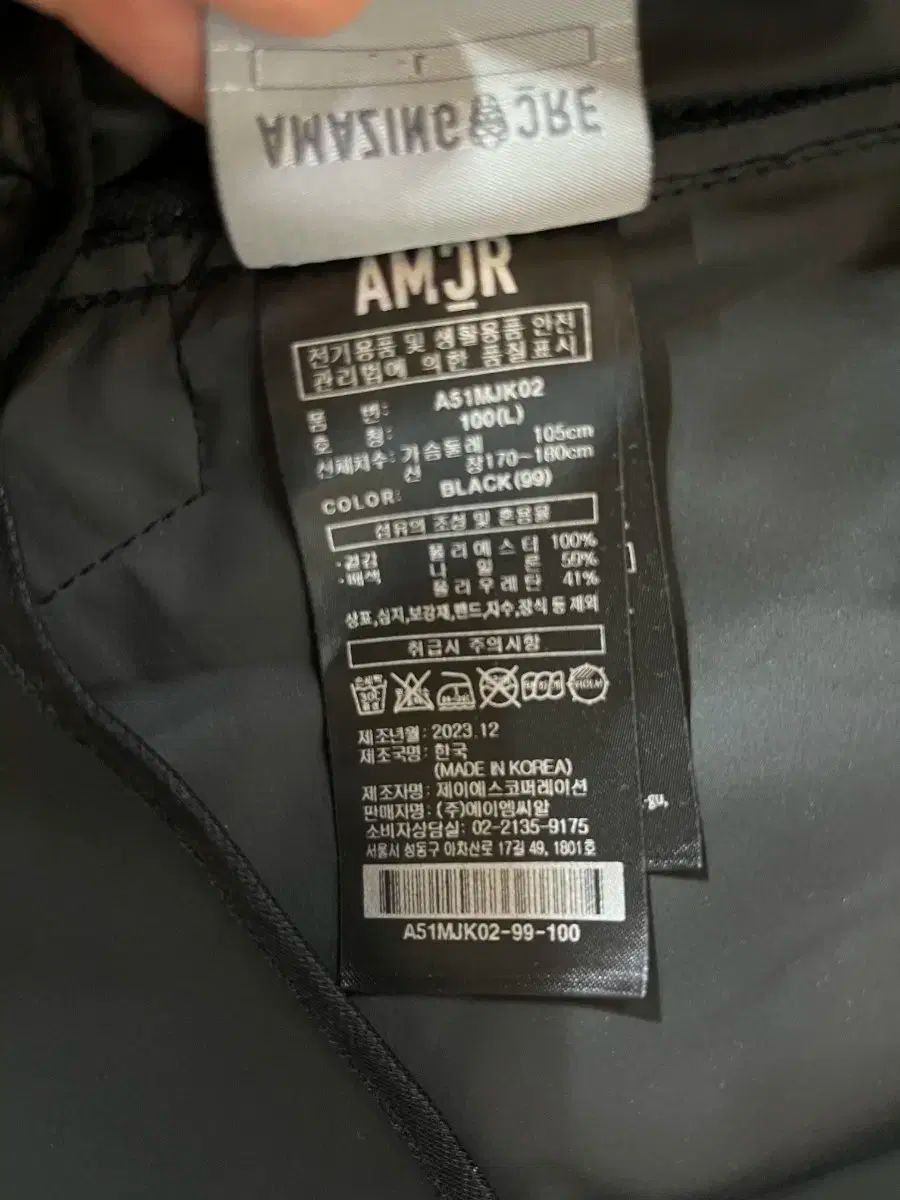 L
AMAZINGCRE
AMCR
전기용품 및 생활용품 안전
관리법에 의한 품질표시
품 번: A51MJK02
호 칭: 100(L)
신체치수: 가슴둘레 105cm
신 장170~180cm
COLOR: BLACK(99)
섬유의 조성 및 혼용율
·겉감 폴리에스터 100%
·배색 나 일 론 59%
폴리우레탄 41%
상표,심지,보강재,밴드,자수,장식 등 제외
취급시 주의사항
제조년월: 2023.12
제조국명: 한국
(MADE IN KOREA)
제조자명: 제이에스코퍼레이션
판매자명: (주)에이엠씨알
소비자상담실: 02-2135-9175
서울시 성동구 아차산로 17길 49, 1801호
A51MJK02-99-100